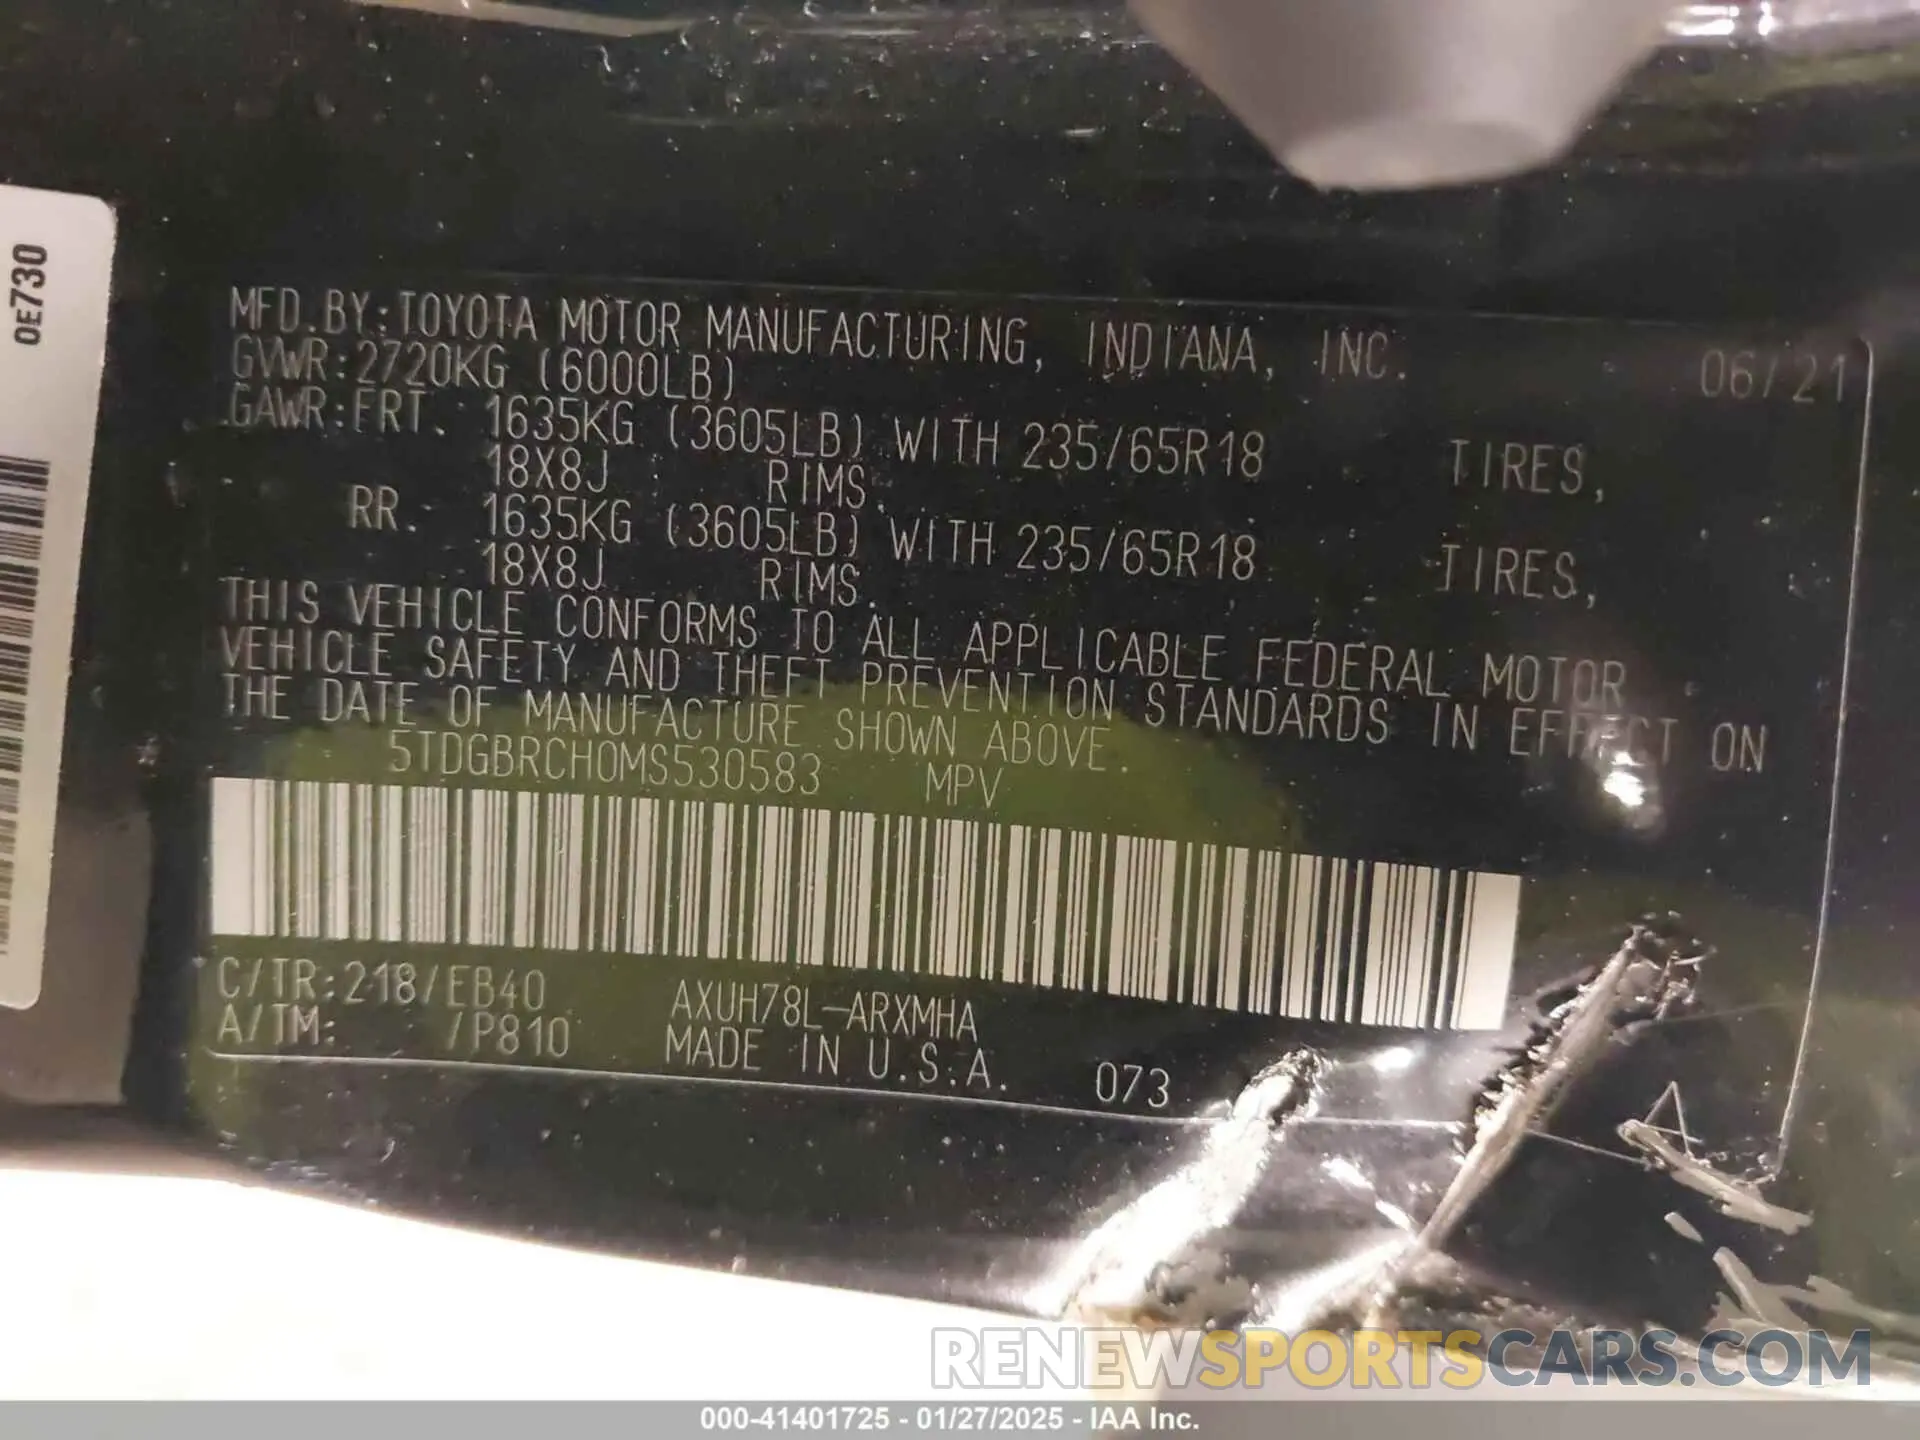 0E730
MFD.BY:TOYOTA MOTOR MANUFACTURING, INDIANA, INC. 06/21
GVWR:2720KG (6000LB)
GAWR:FRT. 1635KG (3605LB) WITH 235/65R18 TIRES,
18X8J RIMS.
RR. 1635KG (3605LB) WITH 235/65R18 TIRES,
18X8J RIMS.
THIS VEHICLE CONFORMS TO ALL APPLICABLE FEDERAL MOTOR
VEHICLE SAFETY AND THEFT PREVENTION STANDARDS IN EFFECT ON
THE DATE OF MANUFACTURE SHOWN ABOVE.
5TDGBRCH0MS530583 MPV
C/TR:218/EB40 AXUH78L-ARXMHA
A/TM: /P810 MADE IN U.S.A. 073
RENEWSPORTSCARS.COM
000-41401725 - 01/27/2025 - IAA Inc.